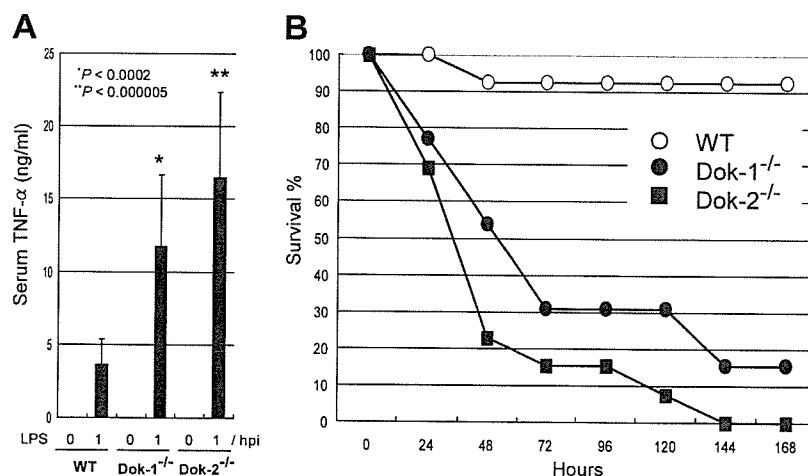 A
25
20
15
10
5
0
Serum TNF-α (ng/ml)
*P < 0.0002
**P < 0.000005
*
**
LPS 0 1 0 1 0 1 / hpi
WT Dok-1-/- Dok-2-/-
B
100
90
80
70
60
50
40
30
20
10
0
Survival %
WT
Dok-1-/-
Dok-2-/-
0 24 48 72 96 120 144 168
Hours